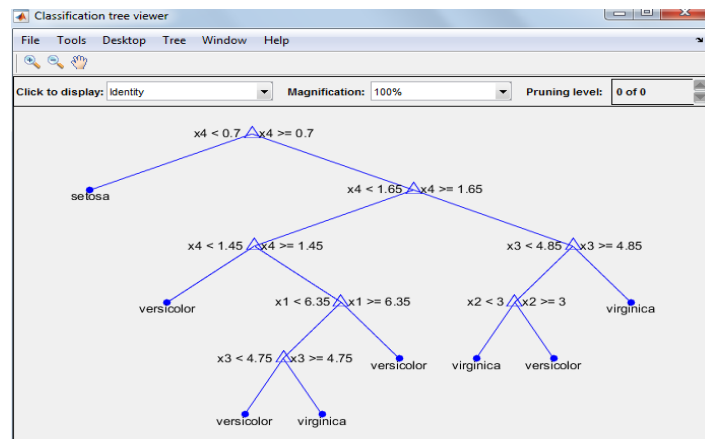 Classification tree viewer
File Tools Desktop Tree Window Help
Click to display: Identity Magnification: 100% Pruning level: 0 of 0
x4 < 0.7 x4 >= 0.7
setosa
x4 < 1.65 x4 >= 1.65
x4 < 1.45 x4 >= 1.45
x3 < 4.85 x3 >= 4.85
versicolor
x1 < 6.35 x1 >= 6.35
x2 < 3 x2 >= 3
virginica
x3 < 4.75 x3 >= 4.75
versicolor
virginica
versicolor
versicolor
virginica